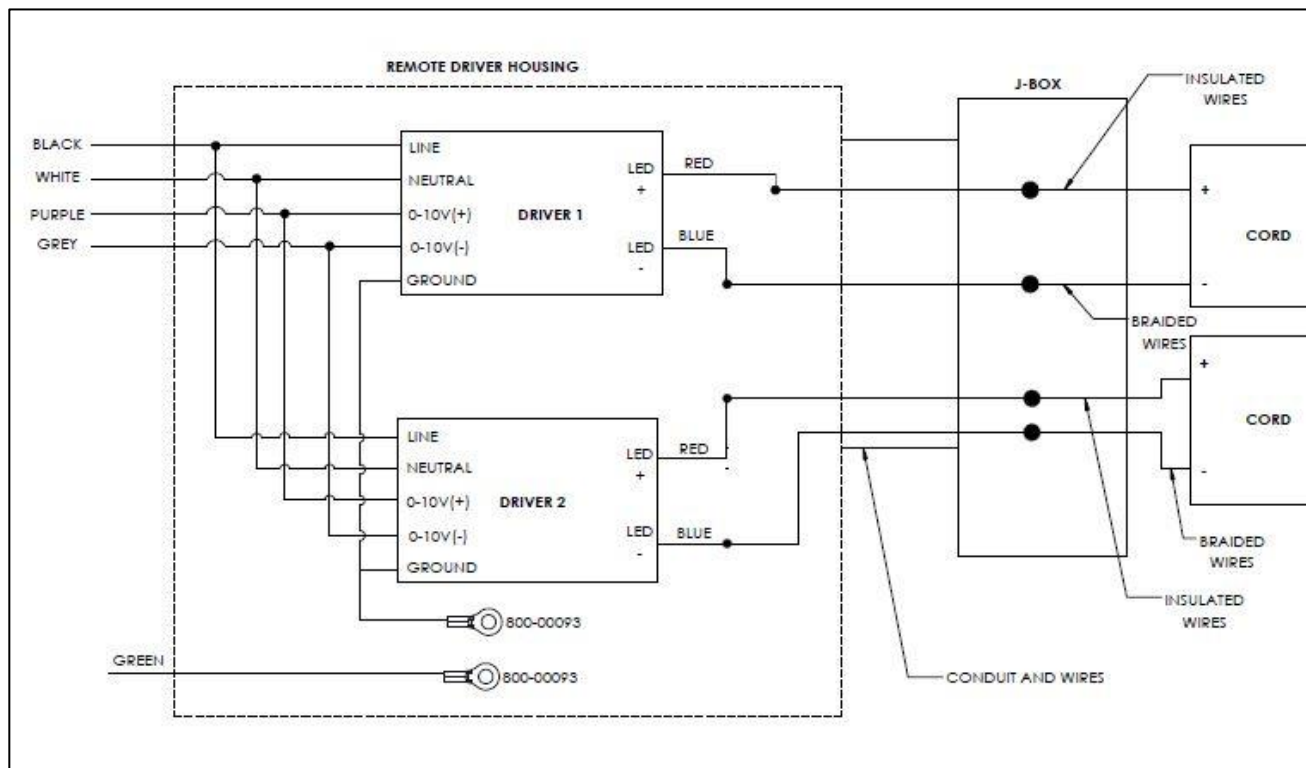 REMOTE DRIVER HOUSING
J-BOX
INSULATED
WIRES
BLACK
WHITE
PURPLE
GREY
LINE
NEUTRAL
0-10V(+)
0-10V(-)
GROUND
DRIVER 1
LED
+
LED
-
RED
BLUE
+
CORD
-
BRAIDED
WIRES
LINE
NEUTRAL
0-10V(+)
0-10V(-)
GROUND
DRIVER 2
LED
+
LED
-
RED
BLUE
+
CORD
-
BRAIDED
WIRES
INSULATED
WIRES
800-00093
GREEN
800-00093
CONDUIT AND WIRES